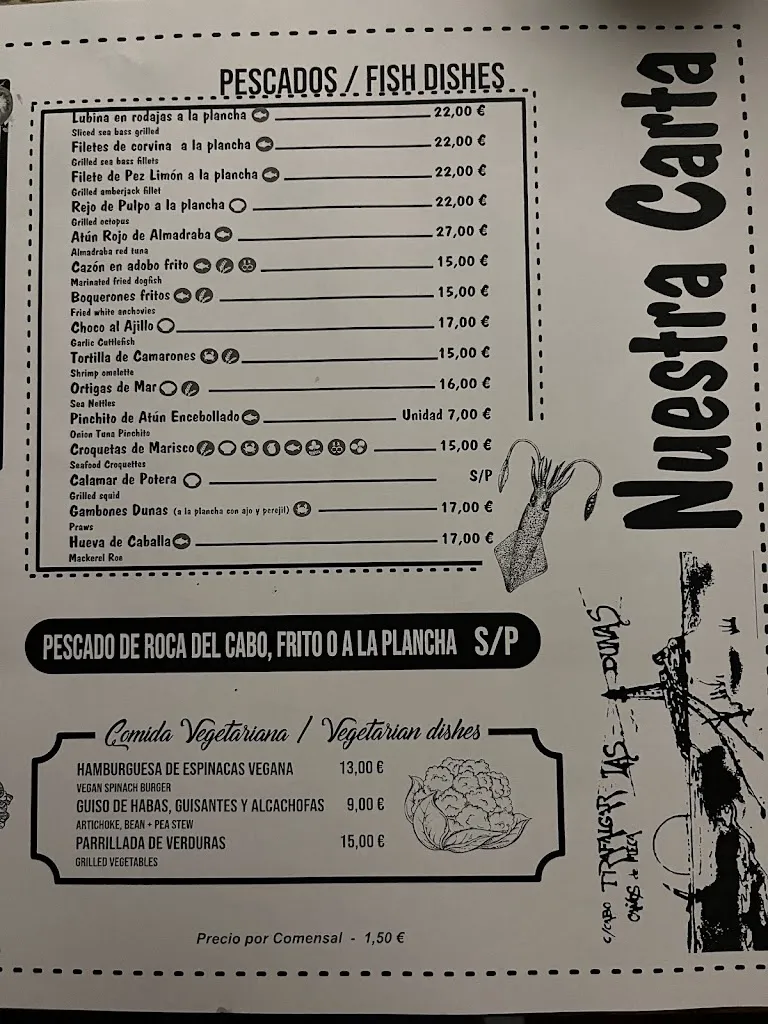 PESCADOS / FISH DISHES
Lubina en rodajas a la plancha 22,00 €
Sliced sea bass grilled
Filetes de corvina a la plancha 22,00 €
Grilled sea bass fillets
Filete de Pez Limón a la plancha 22,00 €
Grilled amberjack fillet
Rejo de Pulpo a la plancha 22,00 €
Grilled octopus
Atún Rojo de Almadraba 27,00 €
Almadraba red tuna
Cazón en adobo frito 15,00 €
Marinated fried dogfish
Boquerones fritos 15,00 €
Fried white anchovies
Choco al Ajillo 17,00 €
Garlic Cuttlefish
Tortilla de Camarones 15,00 €
Shrimp omelette
Ortigas de Mar 16,00 €
Sea Nettles
Pinchito de Atún Encebollado Unidad 7,00 €
Onion Tuna Pinchito
Croquetas de Marisco 15,00 €
Seafood Croquettes
Calamar de Potera S/P
Grilled squid
Gambones Dunas (a la plancha con ajo y perejil) 17,00 €
Praws
Hueva de Caballa 17,00 €
Mackerel Roe
PESCADO DE ROCA DEL CABO, FRITO O A LA PLANCHA S/P
Comida Vegetariana / Vegetarian dishes
HAMBURGUESA DE ESPINACAS VEGANA 13,00 €
VEGAN SPINACH BURGER
GUISO DE HABAS, GUISANTES Y ALCACHOFAS 9,00 €
ARTICHOKE, BEAN + PEA STEW
PARRILLADA DE VERDURAS 15,00 €
GRILLED VEGETABLES
Precio por Comensal - 1,50 €
Nuestra Carta
LAS DUNAS
C/CABO TRAFALGAR
CAÑOS de MECA